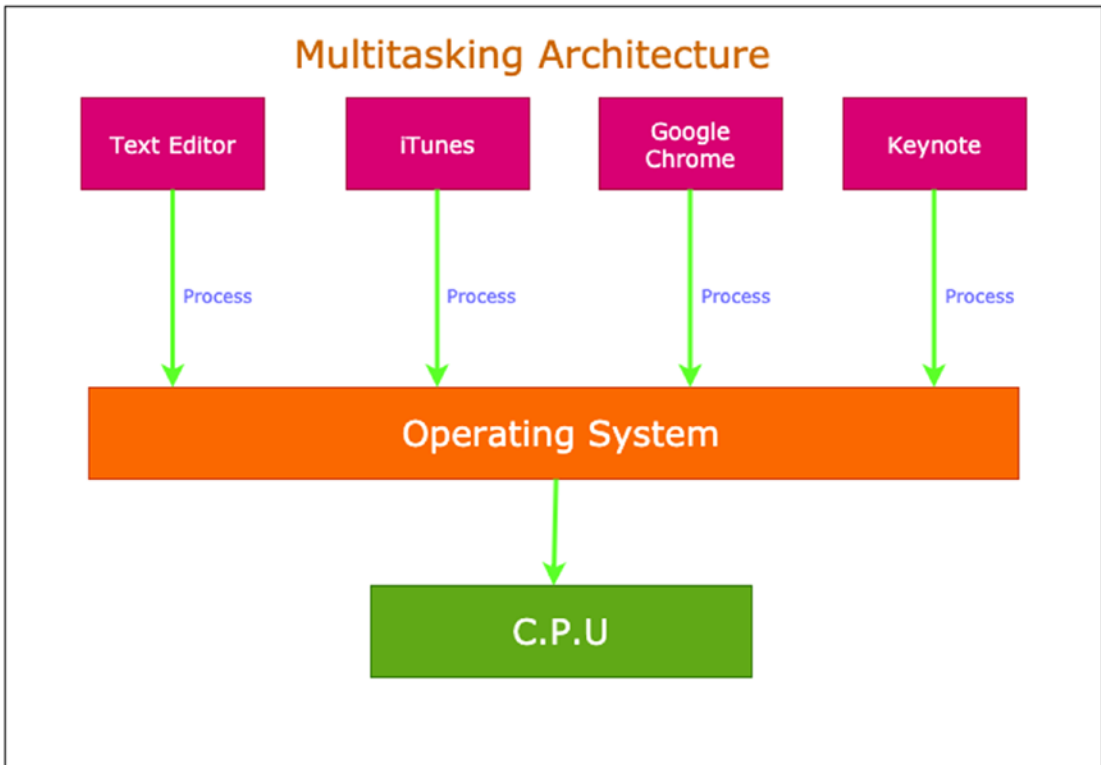 Multitasking Architecture
Text Editor
iTunes
Google
Chrome
Keynote
Process
Process
Process
Process
Operating System
C.P.U